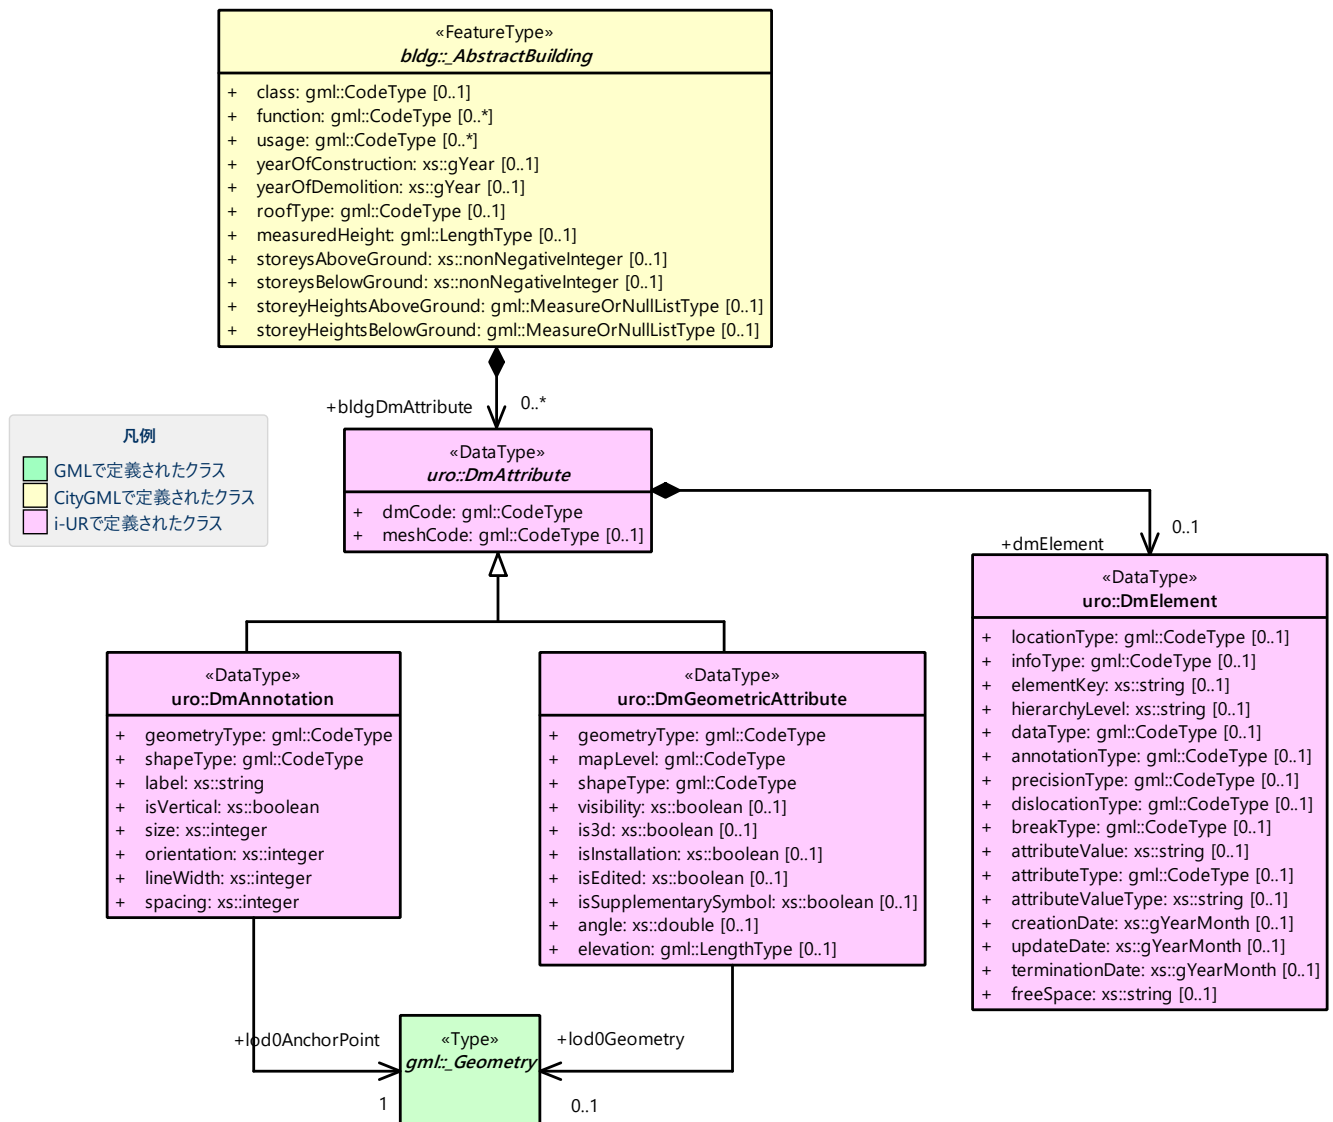 «FeatureType»
bldg::_AbstractBuilding
+ class: gml::CodeType [0..1]
+ function: gml::CodeType [0..*]
+ usage: gml::CodeType [0..*]
+ yearOfConstruction: xs::gYear [0..1]
+ yearOfDemolition: xs::gYear [0..1]
+ roofType: gml::CodeType [0..1]
+ measuredHeight: gml::LengthType [0..1]
+ storeysAboveGround: xs::nonNegativeInteger [0..1]
+ storeysBelowGround: xs::nonNegativeInteger [0..1]
+ storeyHeightsAboveGround: gml::MeasureOrNullListType [0..1]
+ storeyHeightsBelowGround: gml::MeasureOrNullListType [0..1]
+bldgDmAttribute
0..*
凡例
GMLで定義されたクラス
CityGMLで定義されたクラス
i-URで定義されたクラス
«DataType»
uro::DmAttribute
+ dmCode: gml::CodeType
+ meshCode: gml::CodeType [0..1]
+dmElement
0..1
«DataType»
uro::DmElement
+ locationType: gml::CodeType [0..1]
+ infoType: gml::CodeType [0..1]
+ elementKey: xs::string [0..1]
+ hierarchyLevel: xs::string [0..1]
+ dataType: gml::CodeType [0..1]
+ annotationType: gml::CodeType [0..1]
+ precisionType: gml::CodeType [0..1]
+ dislocationType: gml::CodeType [0..1]
+ breakType: gml::CodeType [0..1]
+ attributeValue: xs::string [0..1]
+ attributeType: gml::CodeType [0..1]
+ attributeValueType: xs::string [0..1]
+ creationDate: xs::gYearMonth [0..1]
+ updateDate: xs::gYearMonth [0..1]
+ terminationDate: xs::gYearMonth [0..1]
+ freeSpace: xs::string [0..1]
«DataType»
uro::DmAnnotation
+ geometryType: gml::CodeType
+ shapeType: gml::CodeType
+ label: xs::string
+ isVertical: xs::boolean
+ size: xs::integer
+ orientation: xs::integer
+ lineWidth: xs::integer
+ spacing: xs::integer
«DataType»
uro::DmGeometricAttribute
+ geometryType: gml::CodeType
+ mapLevel: gml::CodeType
+ shapeType: gml::CodeType
+ visibility: xs::boolean [0..1]
+ is3d: xs::boolean [0..1]
+ isInstallation: xs::boolean [0..1]
+ isEdited: xs::boolean [0..1]
+ isSupplementarySymbol: xs::boolean [0..1]
+ angle: xs::double [0..1]
+ elevation: gml::LengthType [0..1]
+lod0AnchorPoint
1
«Type»
gml::_Geometry
+lod0Geometry
0..1